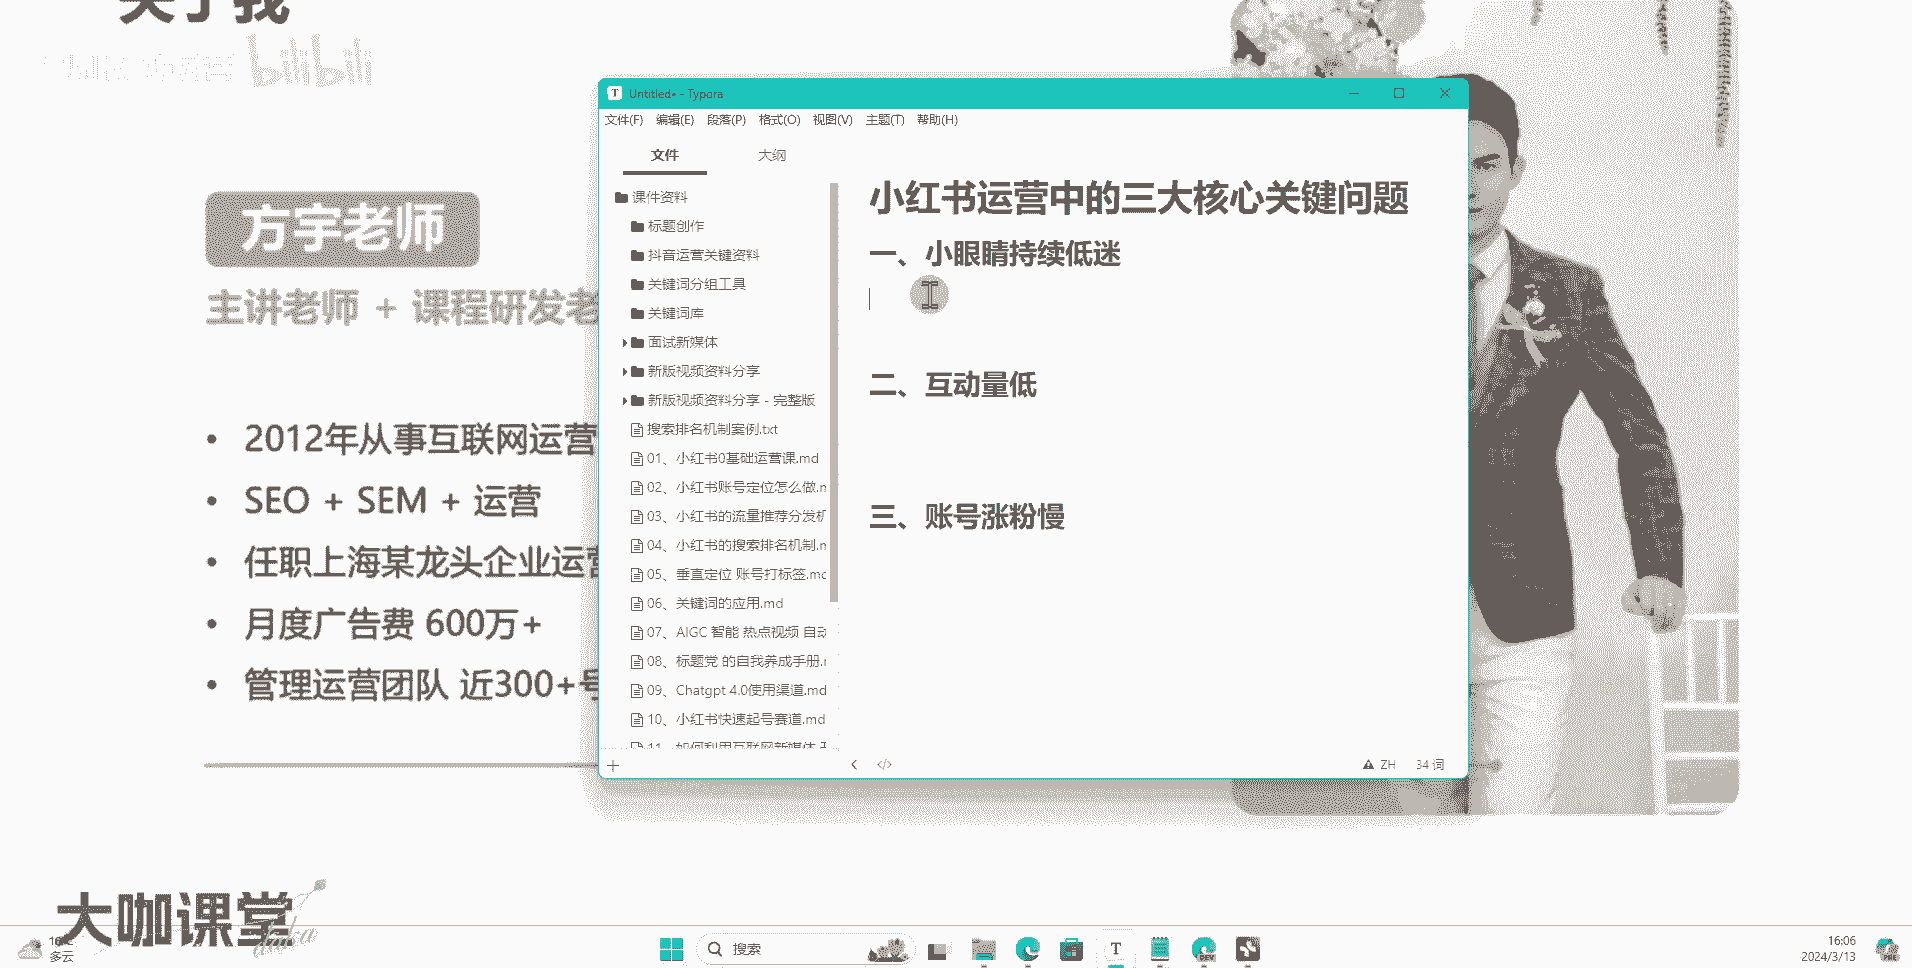 关于我
bilibili
方宇老师
主讲老师 + 课程研发老
• 2012年从事互联网运营
• SEO + SEM + 运营
• 任职上海某龙头企业运营
• 月度广告费 600万+
• 管理运营团队 近300+号
Untitled• - Typora
文件(F) 编辑(E) 段落(P) 格式(O) 视图(V) 主题(T) 帮助(H)
文件 大纲
课件资料
标题创作
抖音运营关键资料
关键词分组工具
关键词库
面试新媒体
新版视频资料分享
新版视频资料分享 - 完整版
搜索排名机制案例.txt
01、小红书0基础运营课.md
02、小红书账号定位怎么做.m
03、小红书的流量推荐分发机
04、小红书的搜索排名机制.m
05、垂直定位 账号打标签.md
06、关键词的应用.md
07、AIGC 智能 热点视频 自动
08、标题党 的自我养成手册.m
09、Chatgpt 4.0使用渠道.md
10、小红书快速起号赛道.md
11、如何利用互联网新媒体
小红书运营中的三大核心关键问题
一、小眼睛持续低迷
二、互动量低
三、账号涨粉慢
</> ZH 34 词
大咖课堂
daka
多云
搜索
T
DEV
16:06
2024/3/13
PRE